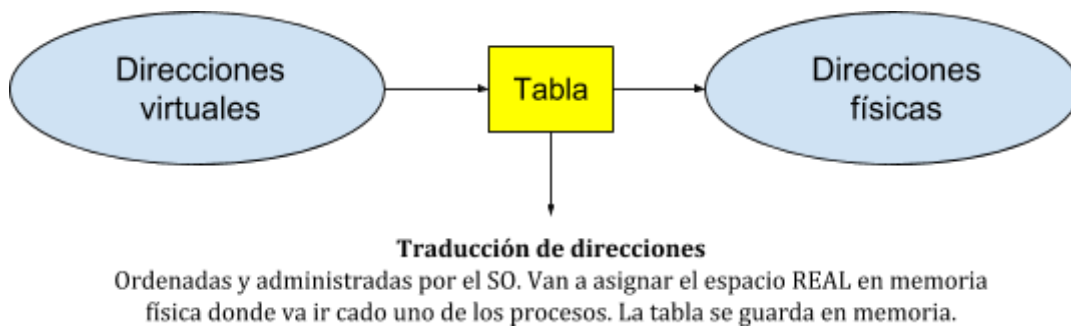 Direcciones
virtuales
Tabla
Direcciones
físicas
Traducción de direcciones
Ordenadas y administradas por el SO. Van a asignar el espacio REAL en memoria
física donde va ir cado uno de los procesos. La tabla se guarda en memoria.